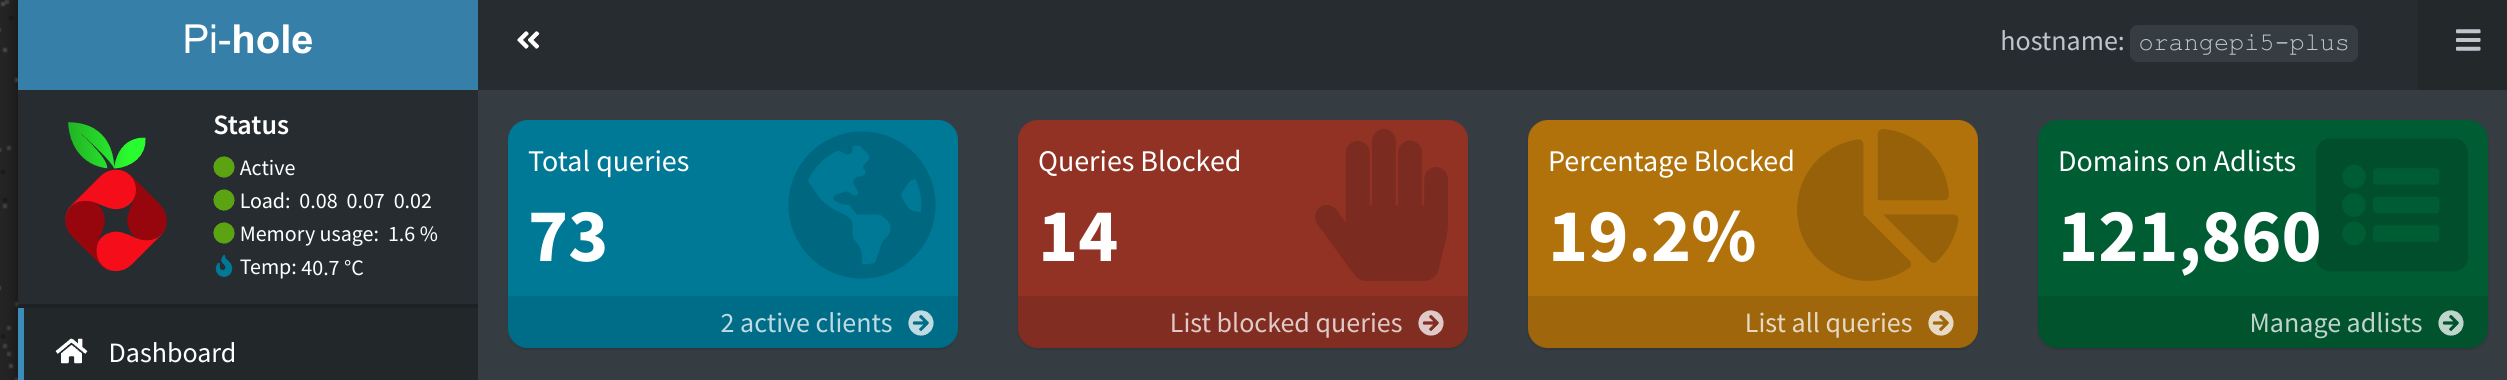 Pi-hole
hostname: orangepi5-plus
Status
Active
Load: 0.08 0.07 0.02
Memory usage: 1.6 %
Temp: 40.7 °C
Dashboard
Total queries
73
2 active clients
Queries Blocked
14
List blocked queries
Percentage Blocked
19.2%
List all queries
Domains on Adlists
121,860
Manage adlists